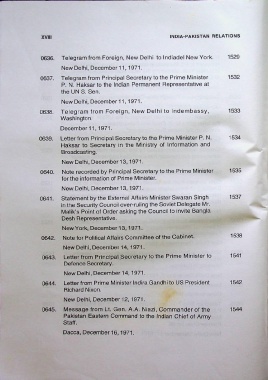 XVIII INDIA-PAKISTAN RELATIONS
0636. Telegram from Foreign, New Delhi to Indiadel New York. 1529
New Delhi, December 11, 1971.
0637. Telegram from Principal Secretary to the Prime Minister 1532
P. N. Haksar to the Indian Permanent Representative at
the UN S. Sen.
New Delhi, December 11, 1971.
0638. Telegram from Foreign, New Delhi to Indembassy, 1533
Washington.
December 11, 1971.
0639. Letter from Principal Secretary to the Prime Minister P. N. 1534
Haksar to Secretary in the Ministry of Information and
Broadcasting.
New Delhi, December 13, 1971.
0640. Note recorded by Principal Secretary to the Prime Minister 1535
for the information of Prime Minister.
New Delhi, December 13, 1971.
0641. Statement by the External Affairs Minister Swaran Singh 1537
in the Security Council over-ruling the Soviet Delegate Mr.
Malik's Point of Order asking the Council to invite Bangla
Desh Representative.
New York, December 13, 1971.
0642. Note for Political Affairs Committee of the Cabinet. 1538
New Delhi, December 14, 1971.
0643. Letter from Principal Secretary to the Prime Minister to 1541
Defence Secretary.
New Delhi, December 14, 1971.
0644. Letter from Prime Minister Indira Gandhi to US President 1542
Richard Nixon.
New Delhi, December 12, 1971.
0645. Message from Lt. Gen. A.A. Niazi, Commander of the 1544
Pakistan Eastern Command to the Indian Chief of Army
Staff.
Dacca, December 16, 1971.